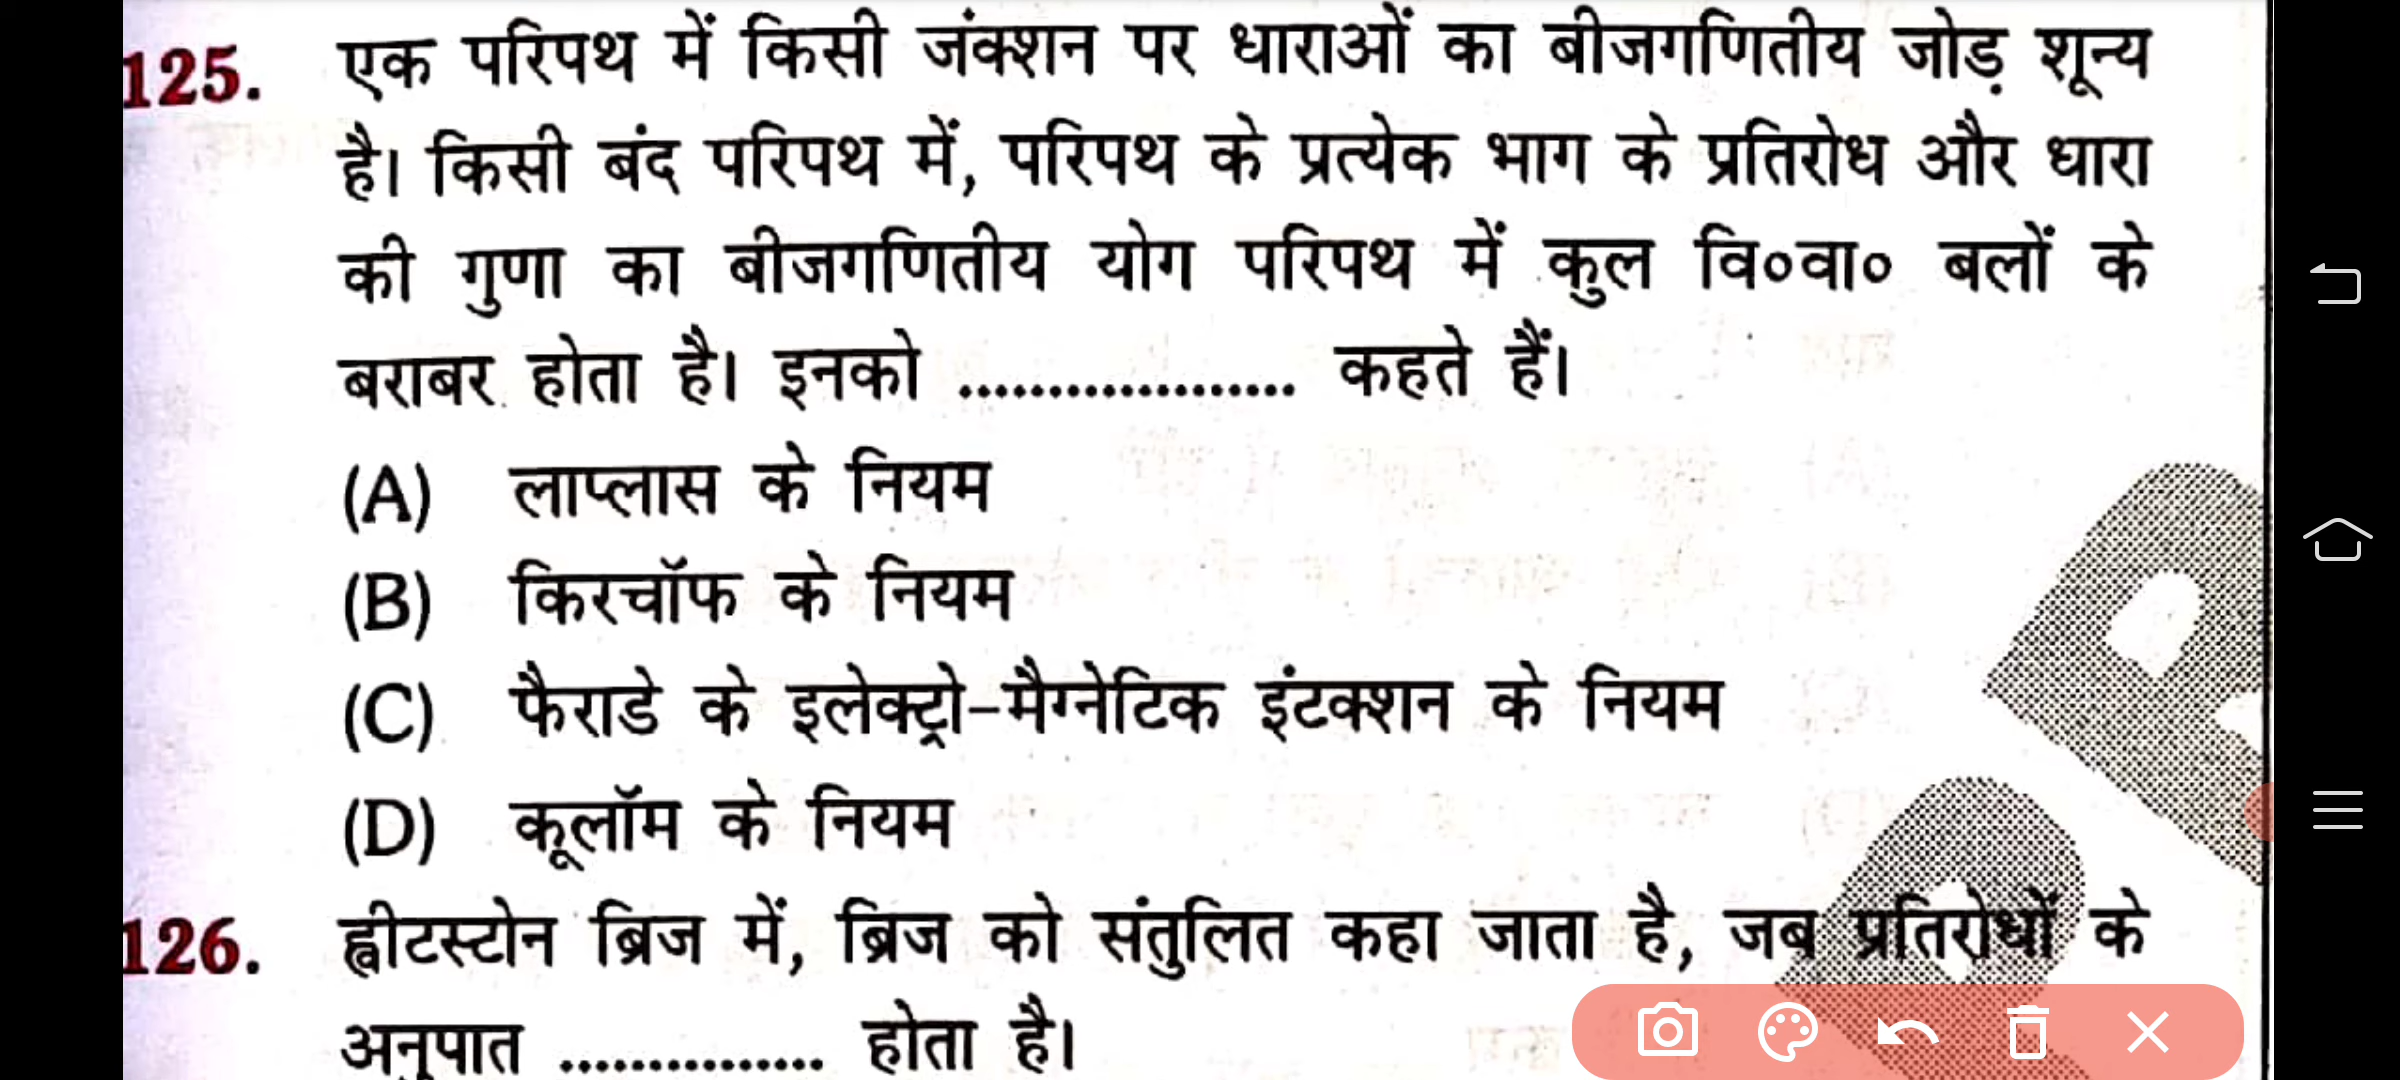 125. एक परिपथ में किसी जंक्शन पर धाराओं का बीजगणितीय जोड़ शून्य
है। किसी बंद परिपथ में, परिपथ के प्रत्येक भाग के प्रतिरोध और धारा
की गुणा का बीजगणितीय योग परिपथ में कुल वि०वा० बलों के
बराबर होता है। इनको ................... कहते हैं।
(A) लाप्लास के नियम
(B) किरचॉफ के नियम
(C) फैराडे के इलेक्ट्रो-मैग्नेटिक इंटक्शन के नियम
(D) कूलॉम के नियम
126. ह्वीटस्टोन ब्रिज में, ब्रिज को संतुलित कहा जाता है, जब प्रतिरोधों के
अनुपात ............... होता है।